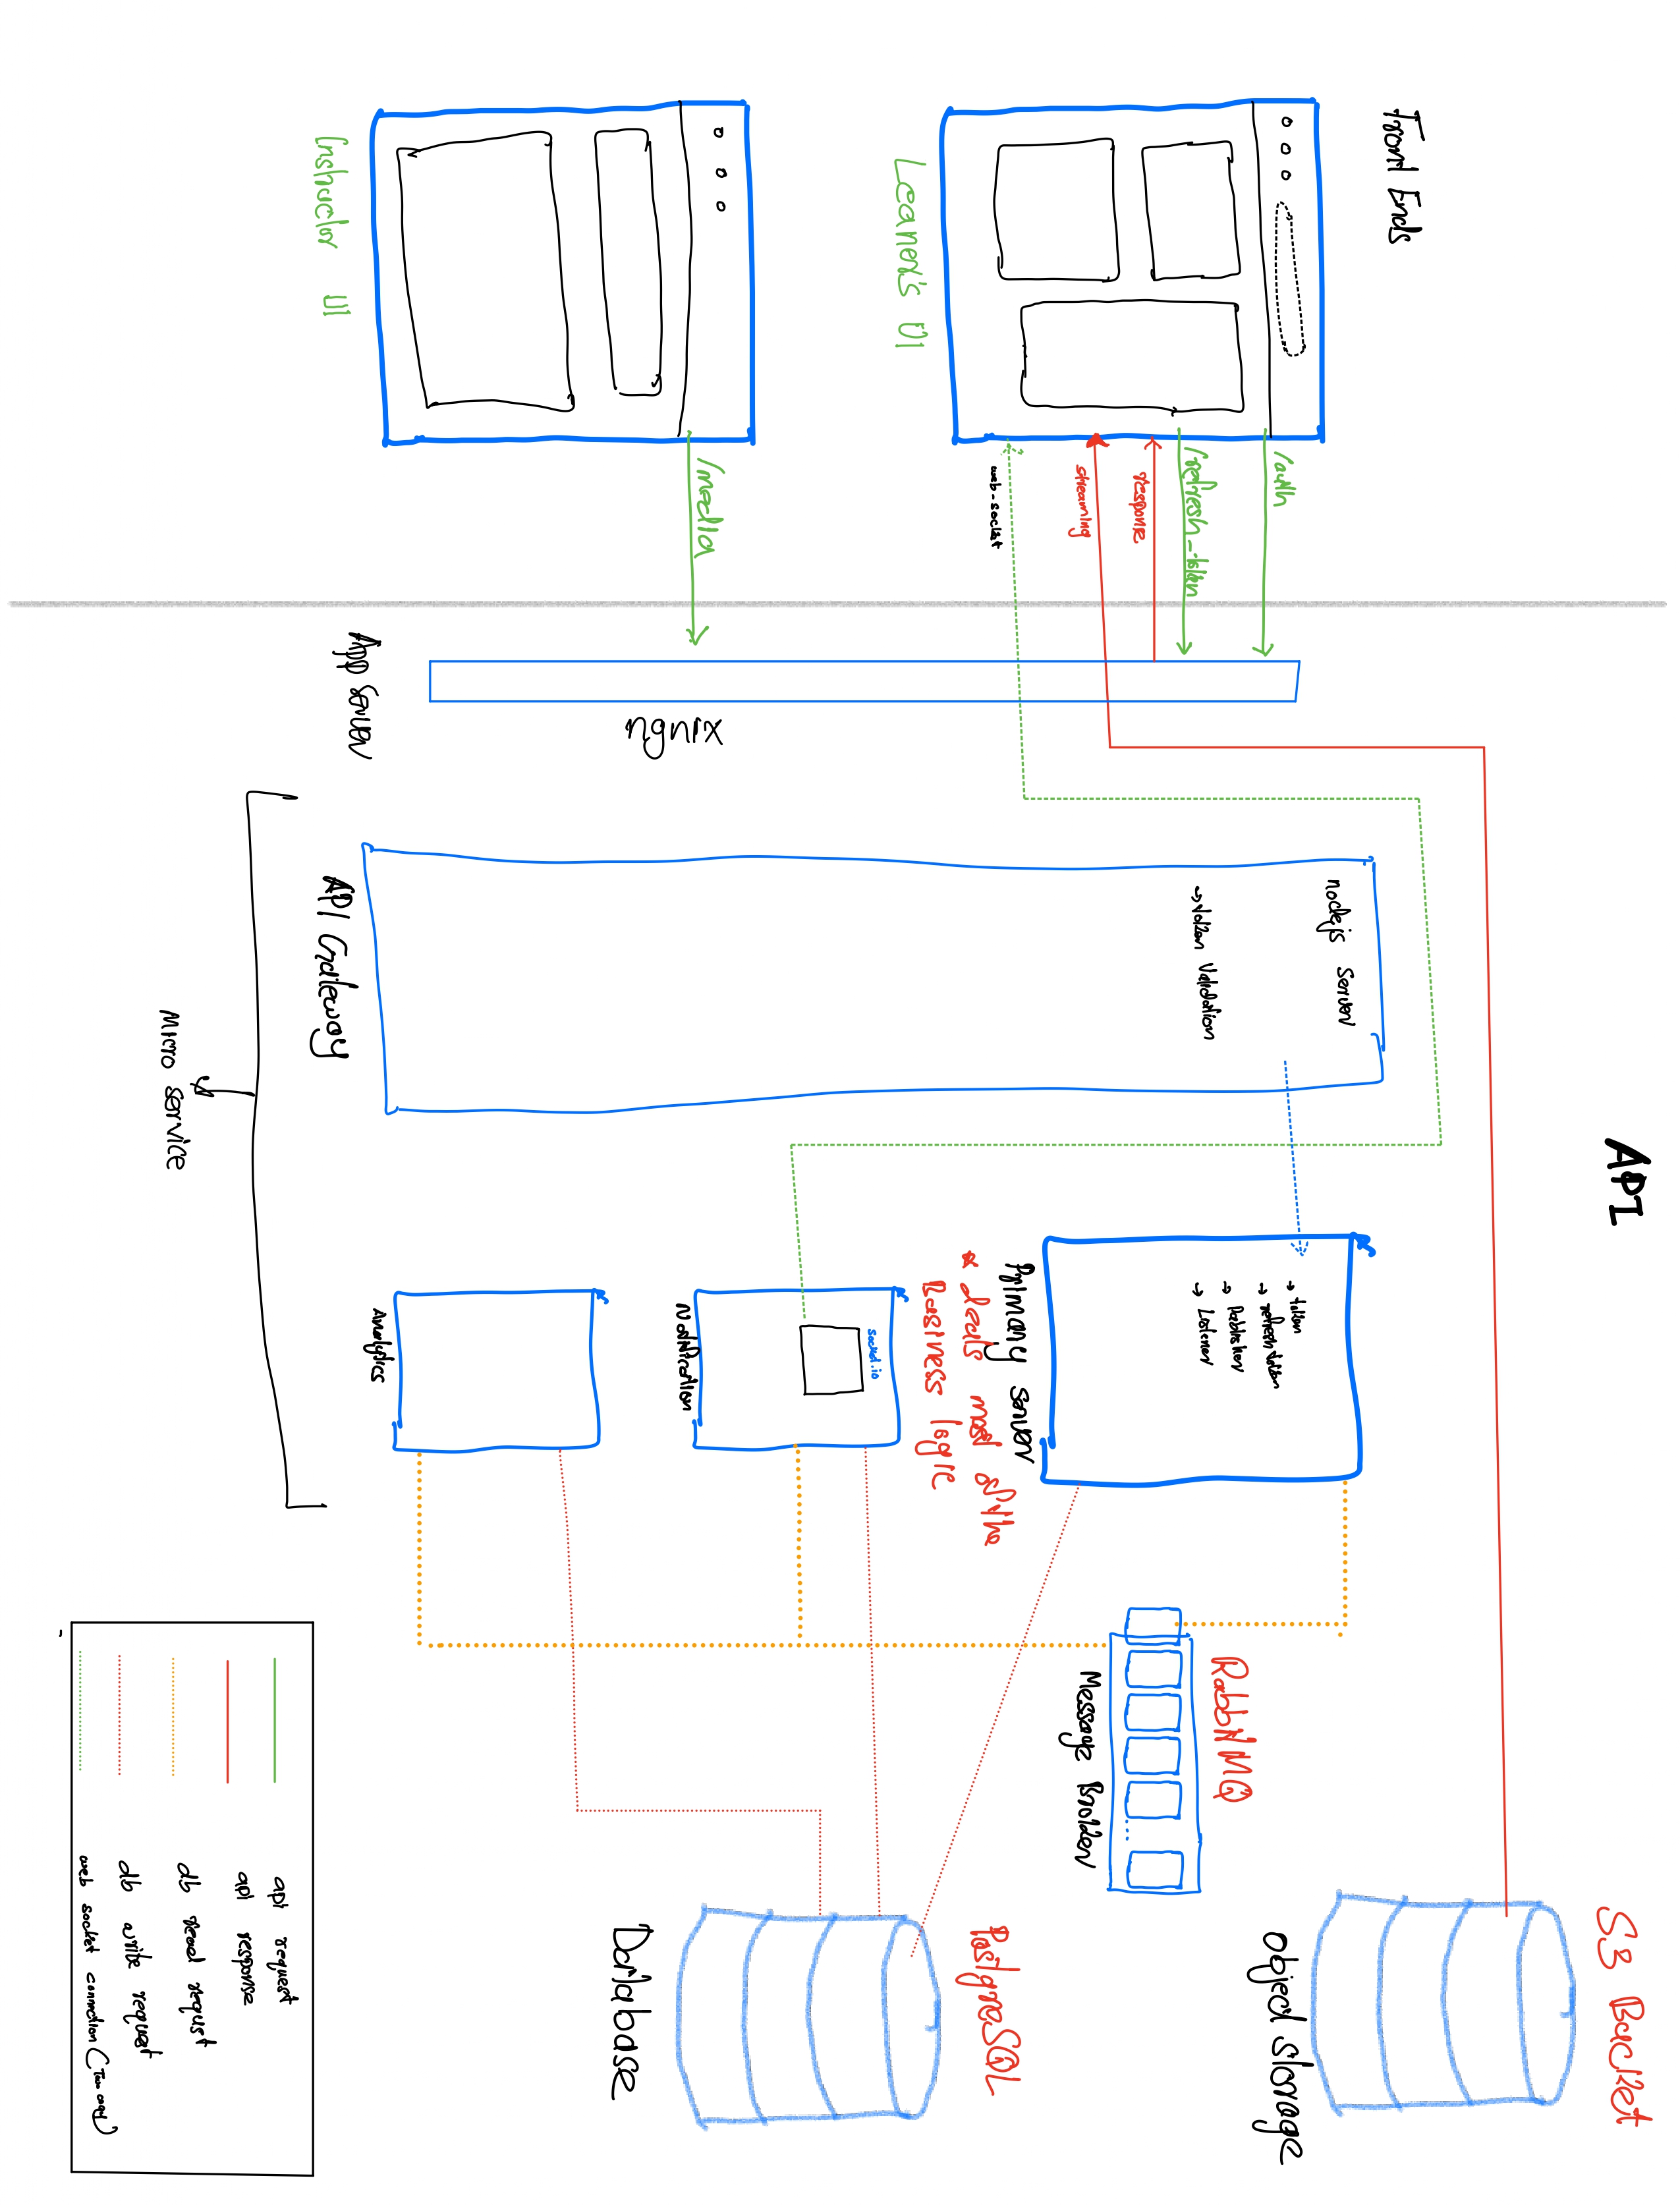 API
S3 Bucket
object storage
Front Ends
/auth
/refresh_token
response
streaming
web-socket
Leaner's UI
/media
Instructor UI
nginx
App Server
nodejs Server
→ token Validation
API Gateway
→ token
→ refresh token
→ Publisher
→ Listener
Primary server
* deals most of the
Business logic
socket.io
Notification
Analytics
RabbitMQ
...
Message Broker
PostgreSQL
Database
Micro service
api request
api response
db read requst
db write request
web socket connction (Two way)